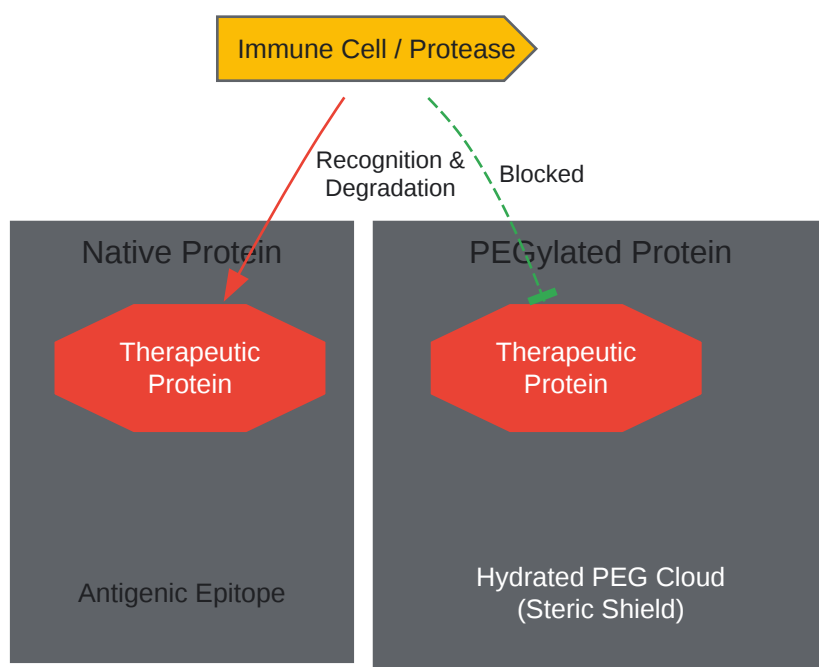 Immune Cell / Protease
Recognition &
Degradation
Blocked
Native Protein
PEGylated Protein
Therapeutic
Protein
Therapeutic
Protein
Antigenic Epitope
Hydrated PEG Cloud
(Steric Shield)